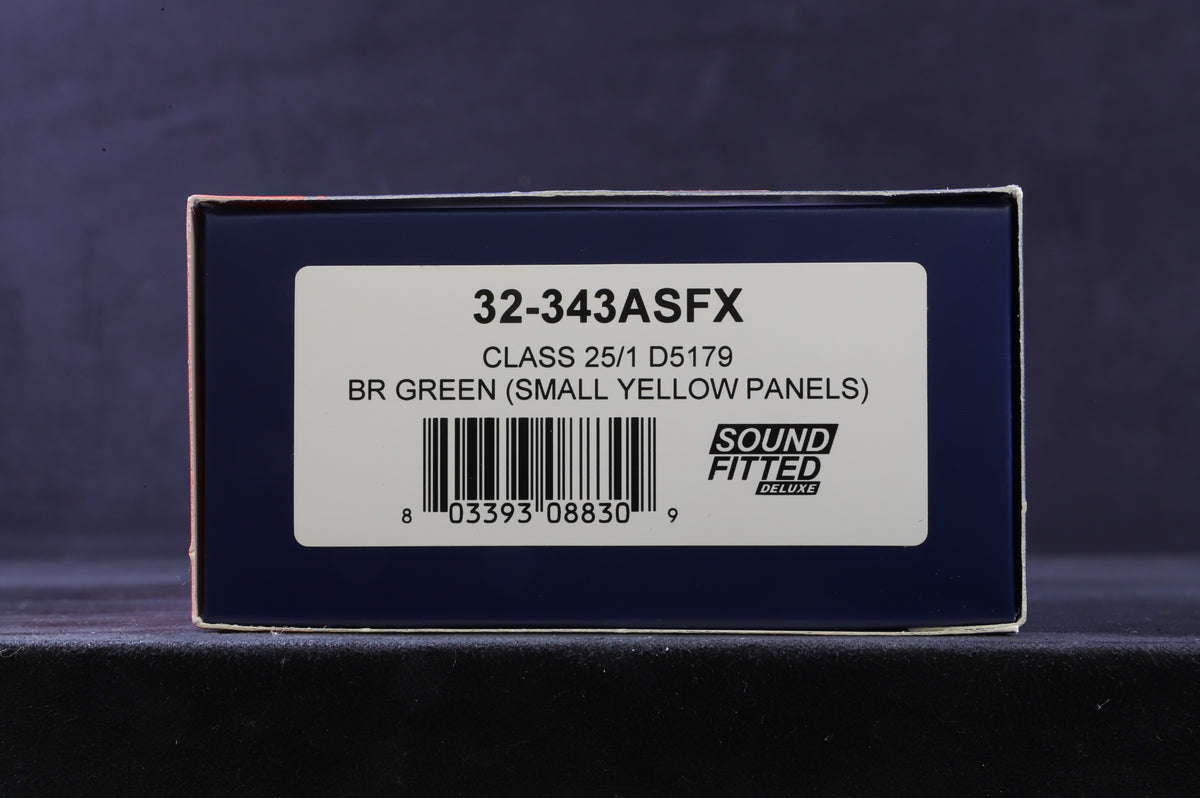 32-343ASFX
CLASS 25/1 D5179
BR GREEN (SMALL YELLOW PANELS)
SOUND
FITTED
DELUXE
8 03393 08830 9